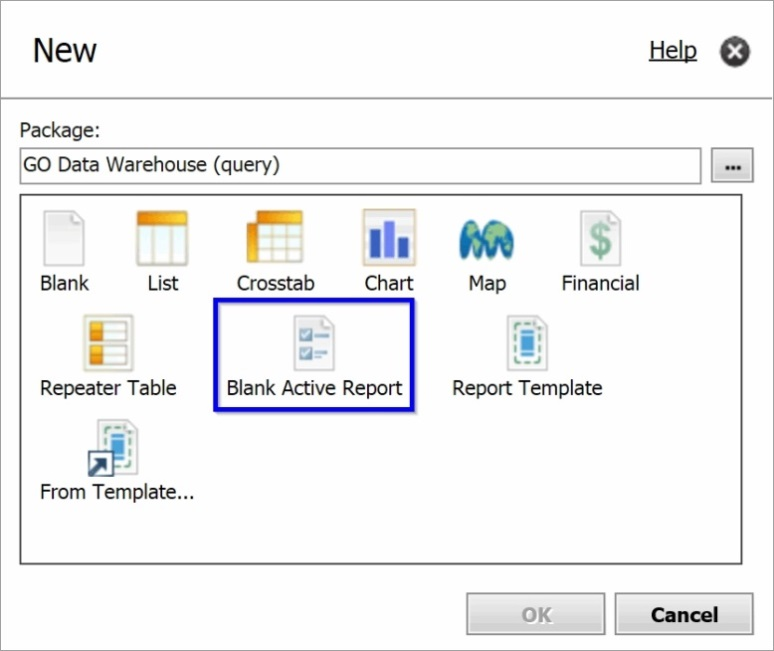 New
Help
Package:
GO Data Warehouse (query)
...
Blank List Crosstab Chart Map Financial
Repeater Table Blank Active Report Report Template
From Template...
OK Cancel